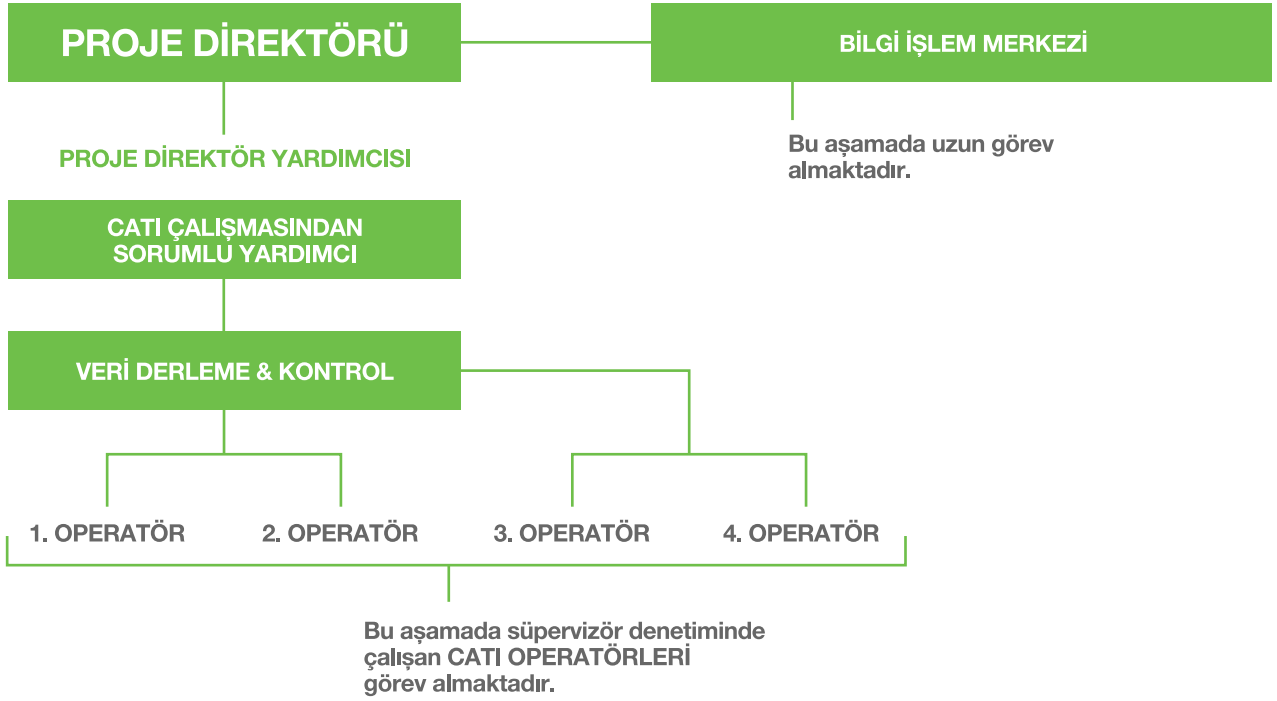 PROJE DİREKTÖRÜ
BİLGİ İŞLEM MERKEZİ
Bu aşamada uzun görev
almaktadır.
PROJE DİREKTÖR YARDIMCISI
CATI ÇALIŞMASINDAN
SORUMLU YARDIMCI
VERİ DERLEME & KONTROL
1. OPERATÖR
2. OPERATÖR
3. OPERATÖR
4. OPERATÖR
Bu aşamada süpervizör denetiminde
çalışan CATI OPERATÖRLERİ
görev almaktadır.